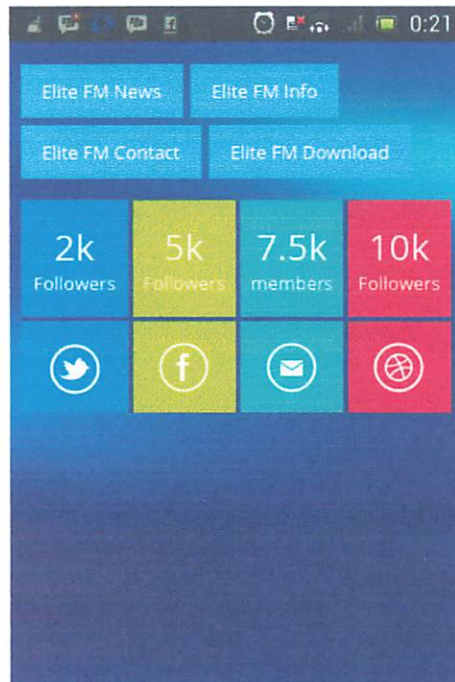 0:21
Elite FM News Elite FM Info
Elite FM Contact Elite FM Download
2k 5k 7.5k 10k
Followers Followers members Followers